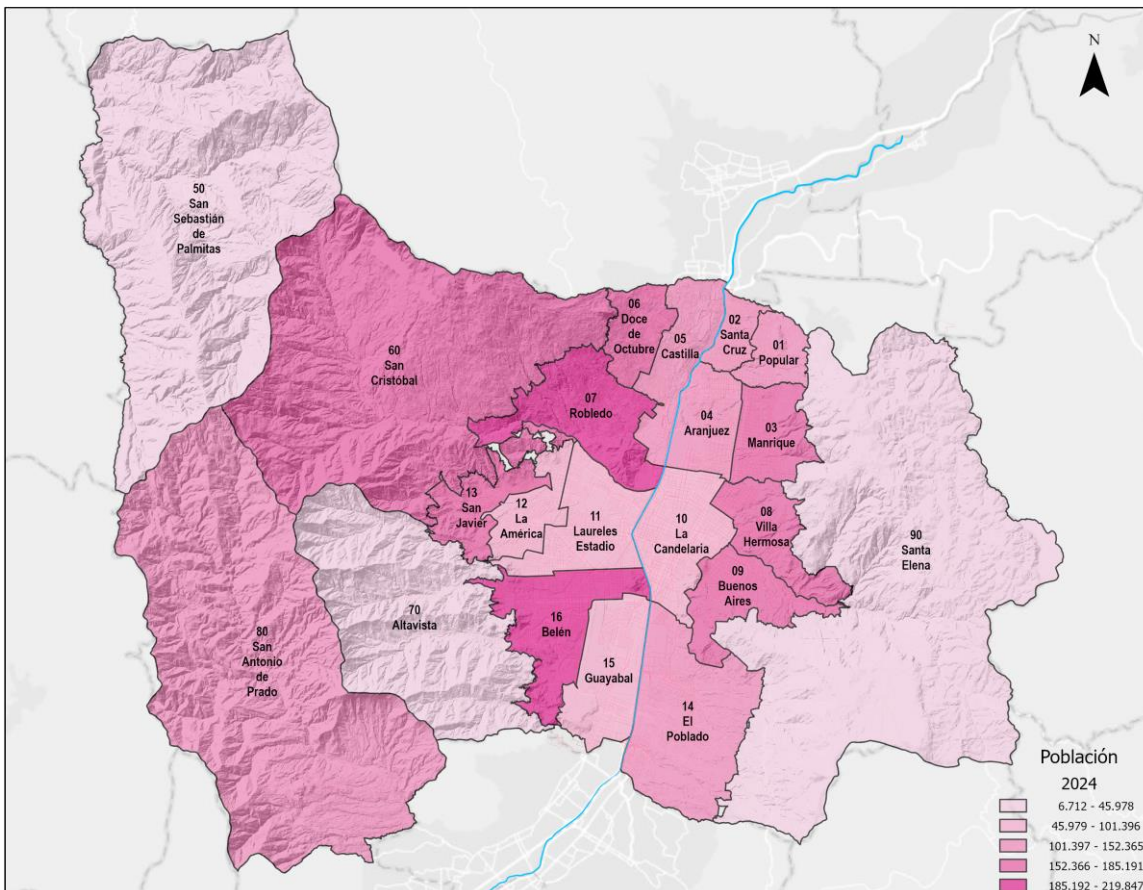 N
50
San
Sebastián
de
Palmitas
60
San
Cristóbal
06
Doce
de
Octubre
05
Castilla
02
Santa
Cruz
01
Popular
07
Robledo
04
Aranjuez
03
Manrique
13
San
Javier
12
La
América
11
Laureles
Estadio
10
La
Candelaria
08
Villa
Hermosa
90
Santa
Elena
09
Buenos
Aires
70
Altavista
16
Belén
80
San
Antonio
de
Prado
15
Guayabal
14
El
Poblado
Población
2024
6.712 - 45.978
45.979 - 101.396
101.397 - 152.365
152.366 - 185.191
185.192 - 219.847